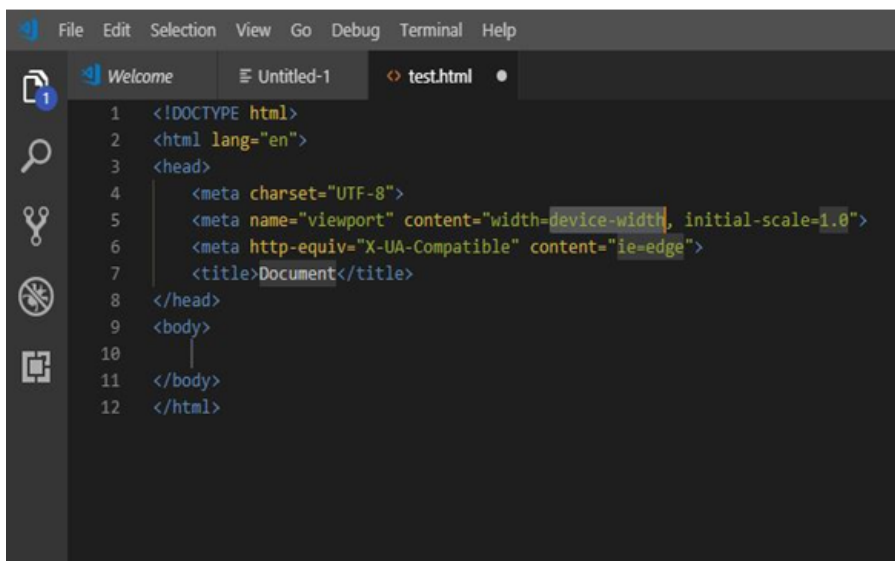 File Edit Selection View Go Debug Terminal Help
Welcome Untitled-1 test.html
1
1 <!DOCTYPE html>
2 <html lang="en">
3 <head>
4 <meta charset="UTF-8">
5 <meta name="viewport" content="width=device-width, initial-scale=1.0">
6 <meta http-equiv="X-UA-Compatible" content="ie=edge">
7 <title>Document</title>
8 </head>
9 <body>
10
11 </body>
12 </html>